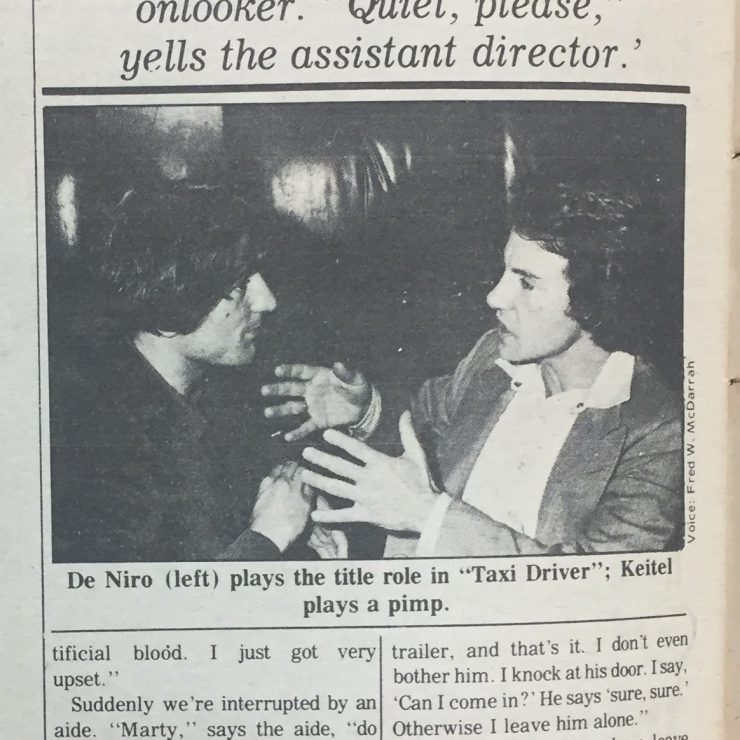 onlooker. "Quiet, please,"
yells the assistant director.'
Voice: Fred W. McDarrah
De Niro (left) plays the title role in "Taxi Driver"; Keitel
plays a pimp.
tificial blood. I just got very
upset."
Suddenly we're interrupted by an
aide. "Marty," says the aide, "do
trailer, and that's it. I don't even
bother him. I knock at his door. I say,
'Can I come in?' He says 'sure, sure.'
Otherwise I leave him alone."